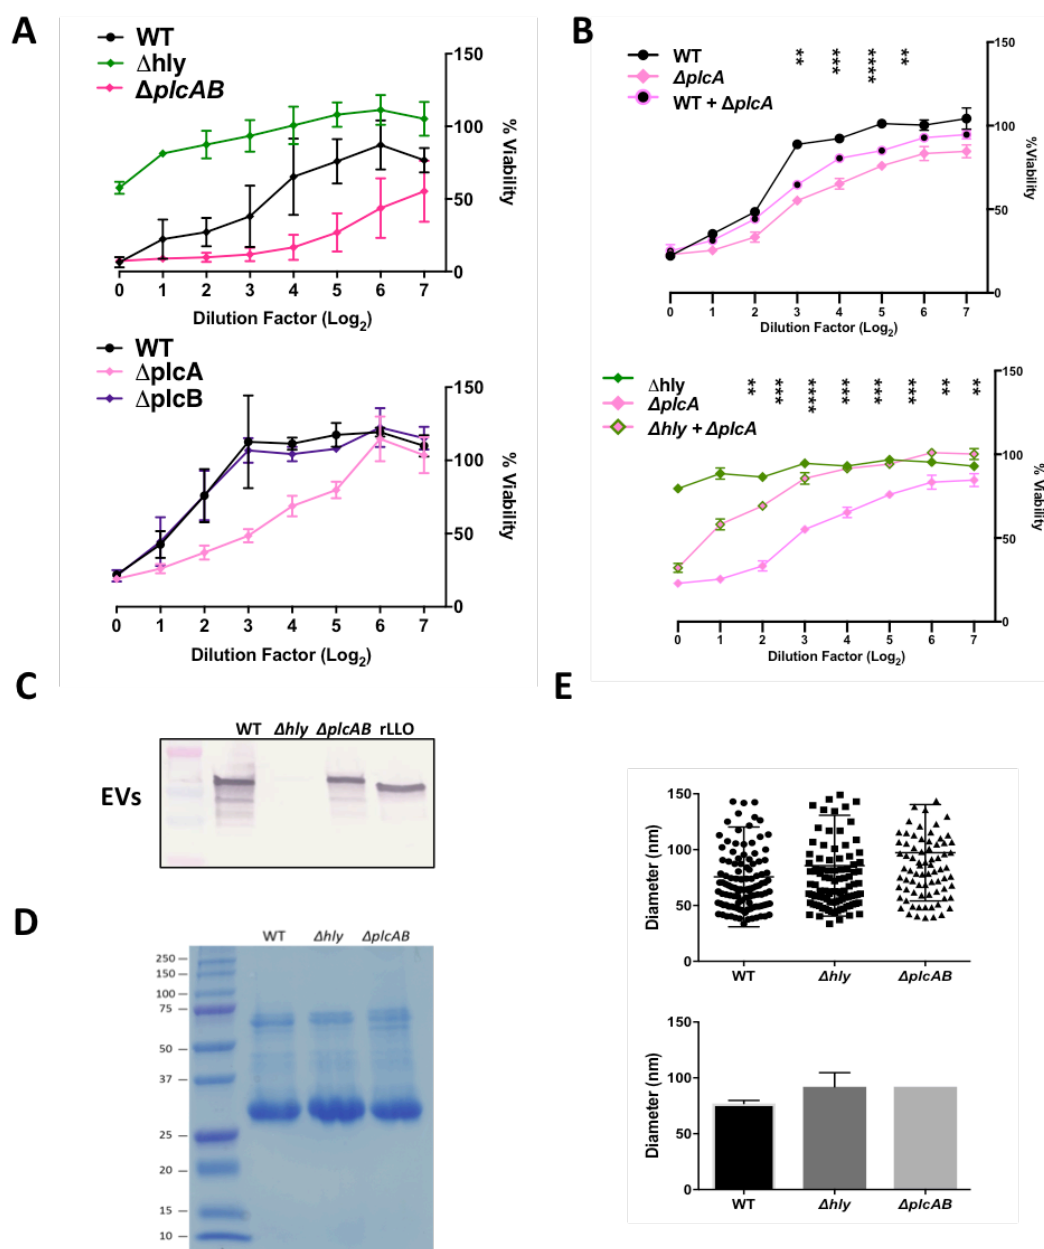 A
WT
Δhly
ΔplcAB
150
100
50
0
% Viability
0 1 2 3 4 5 6 7
Dilution Factor (Log2)
WT
ΔplcA
ΔplcB
150
100
50
0
% Viability
0 1 2 3 4 5 6 7
Dilution Factor (Log2)
B
WT
ΔplcA
WT + ΔplcA
** *** **** **
150
100
50
0
%Viability
0 1 2 3 4 5 6 7
Dilution Factor (Log2)
Δhly
ΔplcA
Δhly + ΔplcA
** *** **** *** *** *** ** **
150
100
50
0
% Viability
0 1 2 3 4 5 6 7
Dilution Factor (Log2)
C
WT Δhly ΔplcAB rLLO
EVs
D
WT Δhly ΔplcAB
250
150
100
75
50
37
25
20
15
10
E
150
100
50
0
Diameter (nm)
WT Δhly ΔplcAB
150
100
50
0
Diameter (nm)
WT Δhly ΔplcAB